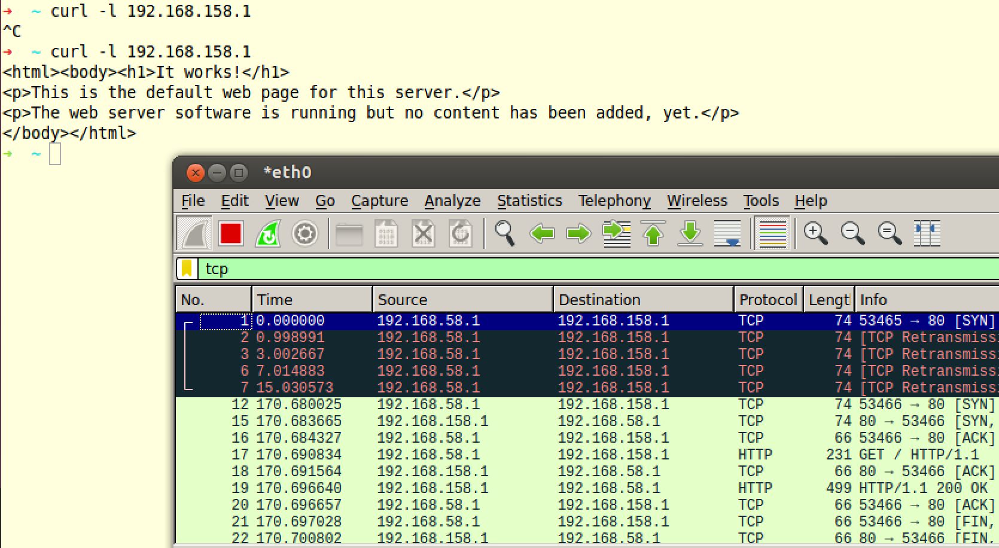 ➜  ~ curl -l 192.168.158.1
^C
➜  ~ curl -l 192.168.158.1
<html><body><h1>It works!</h1>
<p>This is the default web page for this server.</p>
<p>The web server software is running but no content has been added, yet.</p>
</body></html>
➜  ~
*eth0
File Edit View Go Capture Analyze Statistics Telephony Wireless Tools Help
tcp
No. Time Source Destination Protocol Lengtl Info
1 0.000000 192.168.58.1 192.168.158.1 TCP 74 53465 → 80 [SYN]
2 0.998991 192.168.58.1 192.168.158.1 TCP 74 [TCP Retransmiss
3 3.002667 192.168.58.1 192.168.158.1 TCP 74 [TCP Retransmiss
6 7.014883 192.168.58.1 192.168.158.1 TCP 74 [TCP Retransmiss
7 15.030573 192.168.58.1 192.168.158.1 TCP 74 [TCP Retransmiss
12 170.680025 192.168.58.1 192.168.158.1 TCP 74 53466 → 80 [SYN]
15 170.683665 192.168.158.1 192.168.58.1 TCP 74 80 → 53466 [SYN,
16 170.684327 192.168.58.1 192.168.158.1 TCP 66 53466 → 80 [ACK]
17 170.690834 192.168.58.1 192.168.158.1 HTTP 231 GET / HTTP/1.1
18 170.691564 192.168.158.1 192.168.58.1 TCP 66 80 → 53466 [ACK]
19 170.696640 192.168.158.1 192.168.58.1 HTTP 499 HTTP/1.1 200 OK
20 170.696657 192.168.58.1 192.168.158.1 TCP 66 53466 → 80 [ACK]
21 170.697028 192.168.58.1 192.168.158.1 TCP 66 53466 → 80 [FIN,
22 170.700802 192.168.158.1 192.168.58.1 TCP 66 80 → 53466 [FIN,